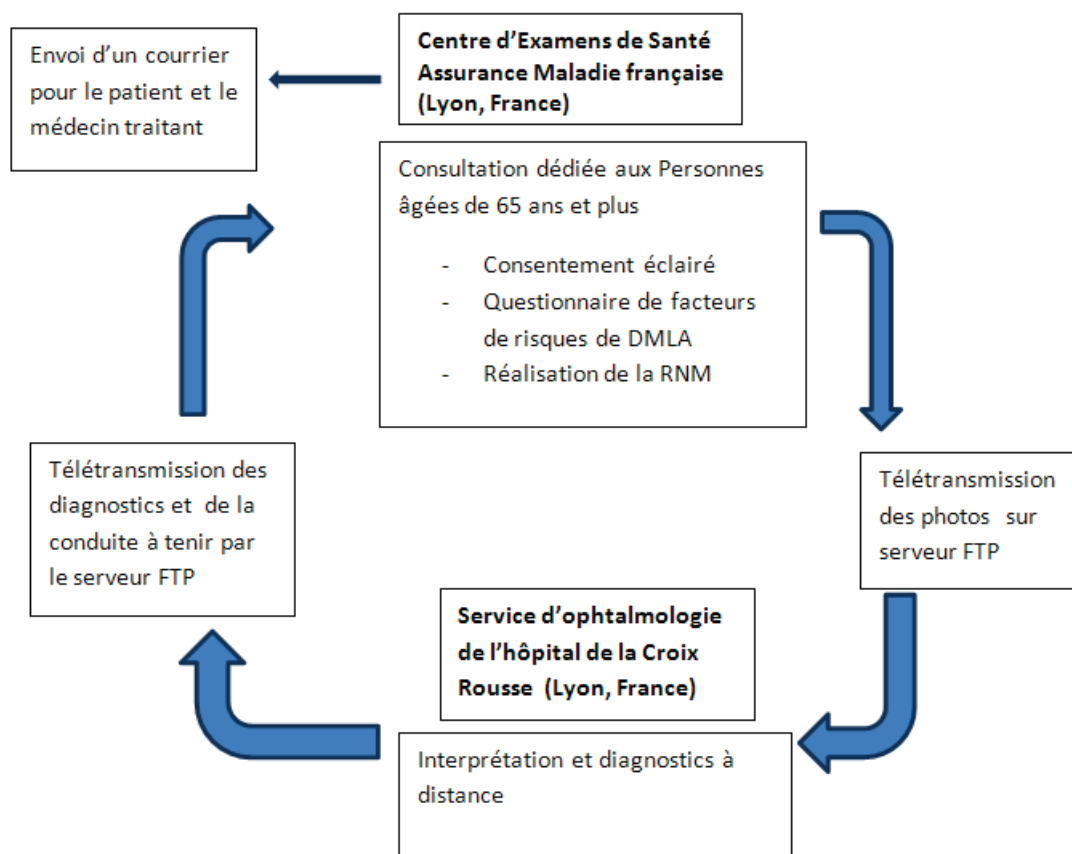 Envoi d’un courrier
pour le patient et le
médecin traitant
Centre d’Examens de Santé
Assurance Maladie française
(Lyon, France)
Consultation dédiée aux Personnes
âgées de 65 ans et plus
- Consentement éclairé
- Questionnaire de facteurs
de risques de DMLA
- Réalisation de la RNM
Télétransmission
des photos sur
serveur FTP
Service d’ophtalmologie
de l’hôpital de la Croix
Rousse (Lyon, France)
Interprétation et diagnostics à
distance
Télétransmission des
diagnostics et de la
conduite à tenir par
le serveur FTP